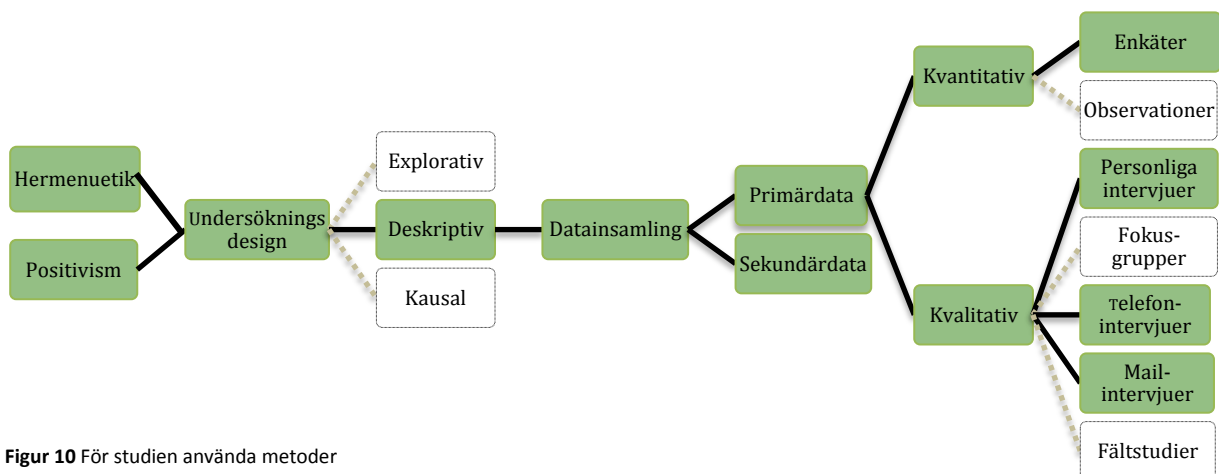 Hermenuetik
Positivism
Undersöknings
design
Explorativ
Deskriptiv
Kausal
Datainsamling
Primärdata
Sekundärdata
Kvantitativ
Kvalitativ
Enkäter
Observationer
Personliga
intervjuer
Fokus-
grupper
Telefon-
intervjuer
Mail-
intervjuer
Fältstudier
Figur 10 För studien använda metoder